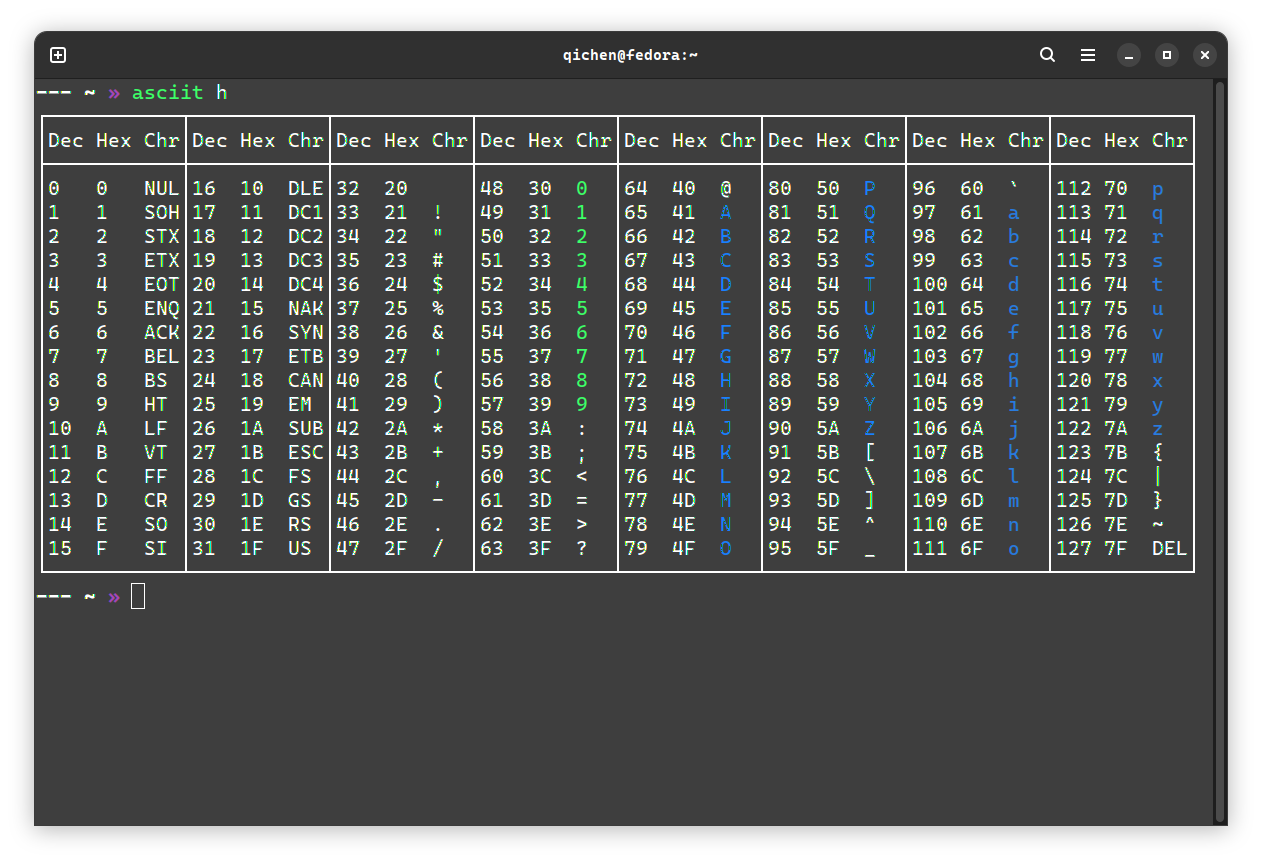 qichen@fedora:~
--- ~ » asciit h
Dec Hex Chr Dec Hex Chr Dec Hex Chr Dec Hex Chr Dec Hex Chr Dec Hex Chr Dec Hex Chr Dec Hex Chr
0 0 NUL 16 10 DLE 32 20 48 30 0 64 40 @ 80 50 P 96 60 ` 112 70 p
1 1 SOH 17 11 DC1 33 21 ! 49 31 1 65 41 A 81 51 Q 97 61 a 113 71 q
2 2 STX 18 12 DC2 34 22 " 50 32 2 66 42 B 82 52 R 98 62 b 114 72 r
3 3 ETX 19 13 DC3 35 23 # 51 33 3 67 43 C 83 53 S 99 63 c 115 73 s
4 4 EOT 20 14 DC4 36 24 $ 52 34 4 68 44 D 84 54 T 100 64 d 116 74 t
5 5 ENQ 21 15 NAK 37 25 % 53 35 5 69 45 E 85 55 U 101 65 e 117 75 u
6 6 ACK 22 16 SYN 38 26 & 54 36 6 70 46 F 86 56 V 102 66 f 118 76 v
7 7 BEL 23 17 ETB 39 27 ' 55 37 7 71 47 G 87 57 W 103 67 g 119 77 w
8 8 BS 24 18 CAN 40 28 ( 56 38 8 72 48 H 88 58 X 104 68 h 120 78 x
9 9 HT 25 19 EM 41 29 ) 57 39 9 73 49 I 89 59 Y 105 69 i 121 79 y
10 A LF 26 1A SUB 42 2A * 58 3A : 74 4A J 90 5A Z 106 6A j 122 7A z
11 B VT 27 1B ESC 43 2B + 59 3B ; 75 4B K 91 5B [ 107 6B k 123 7B {
12 C FF 28 1C FS 44 2C , 60 3C < 76 4C L 92 5C \ 108 6C l 124 7C |
13 D CR 29 1D GS 45 2D - 61 3D = 77 4D M 93 5D ] 109 6D m 125 7D }
14 E SO 30 1E RS 46 2E . 62 3E > 78 4E N 94 5E ^ 110 6E n 126 7E ~
15 F SI 31 1F US 47 2F / 63 3F ? 79 4F O 95 5F _ 111 6F o 127 7F DEL
--- ~ »